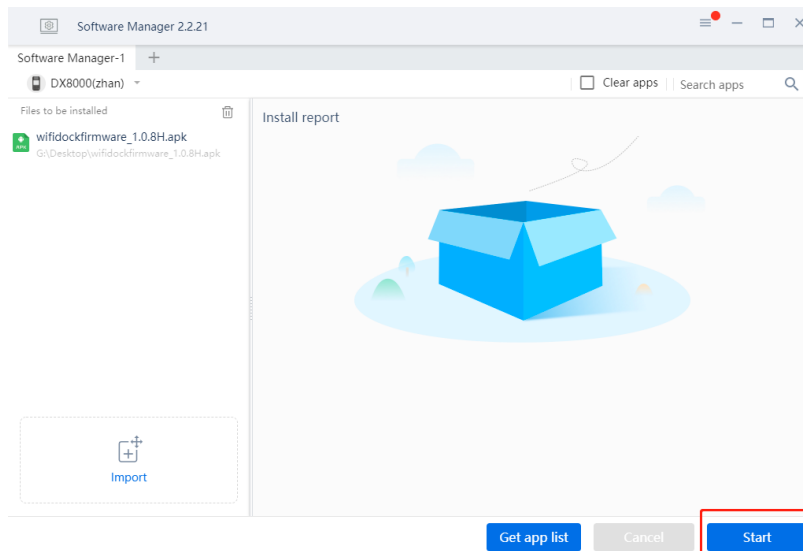 Software Manager 2.2.21
Software Manager-1
DX8000(zhan)
Clear apps
Search apps
Files to be installed
Install report
wifidockfirmware_1.0.8H.apk
G:\Desktop\wifidockfirmware_1.0.8H.apk
APK
Import
Get app list
Cancel
Start